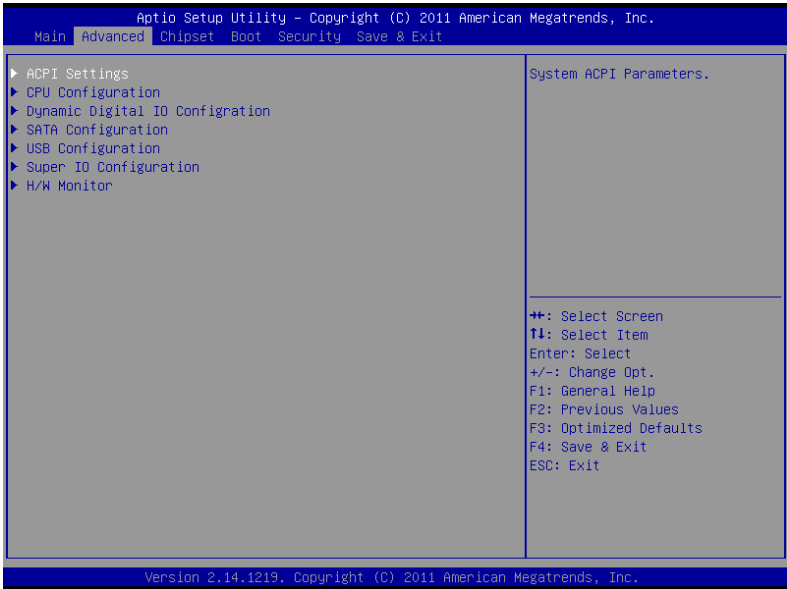 Aptio Setup Utility – Copyright (C) 2011 American Megatrends, Inc.
Main Advanced Chipset Boot Security Save & Exit
▶ ACPI Settings
▶ CPU Configuration
▶ Dynamic Digital IO Configration
▶ SATA Configuration
▶ USB Configuration
▶ Super IO Configuration
▶ H/W Monitor
System ACPI Parameters.
→←: Select Screen
↑↓: Select Item
Enter: Select
+/-: Change Opt.
F1: General Help
F2: Previous Values
F3: Optimized Defaults
F4: Save & Exit
ESC: Exit
Version 2.14.1219. Copyright (C) 2011 American Megatrends, Inc.